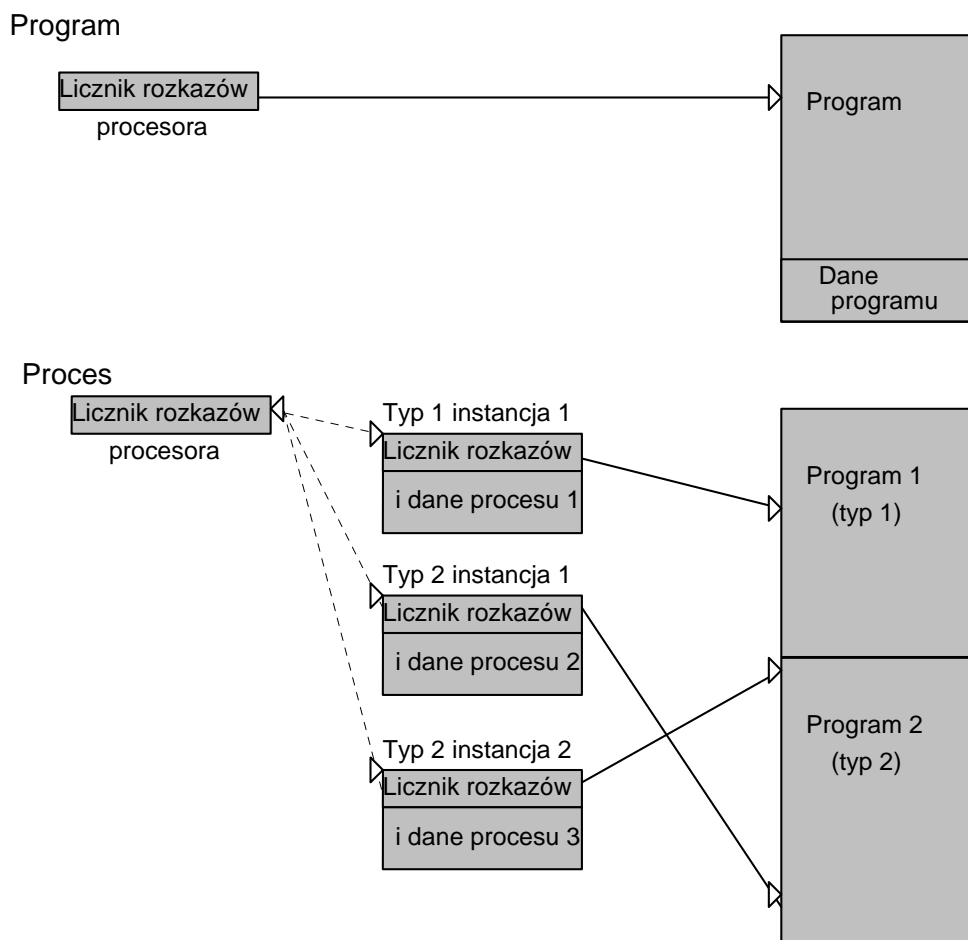 Program
Licznik rozkazów
procesora
Program
Dane
programu
Proces
Licznik rozkazów
procesora
Typ 1 instancja 1
Licznik rozkazów
i dane procesu 1
Typ 2 instancja 1
Licznik rozkazów
i dane procesu 2
Typ 2 instancja 2
Licznik rozkazów
i dane procesu 3
Program 1
(typ 1)
Program 2
(typ 2)